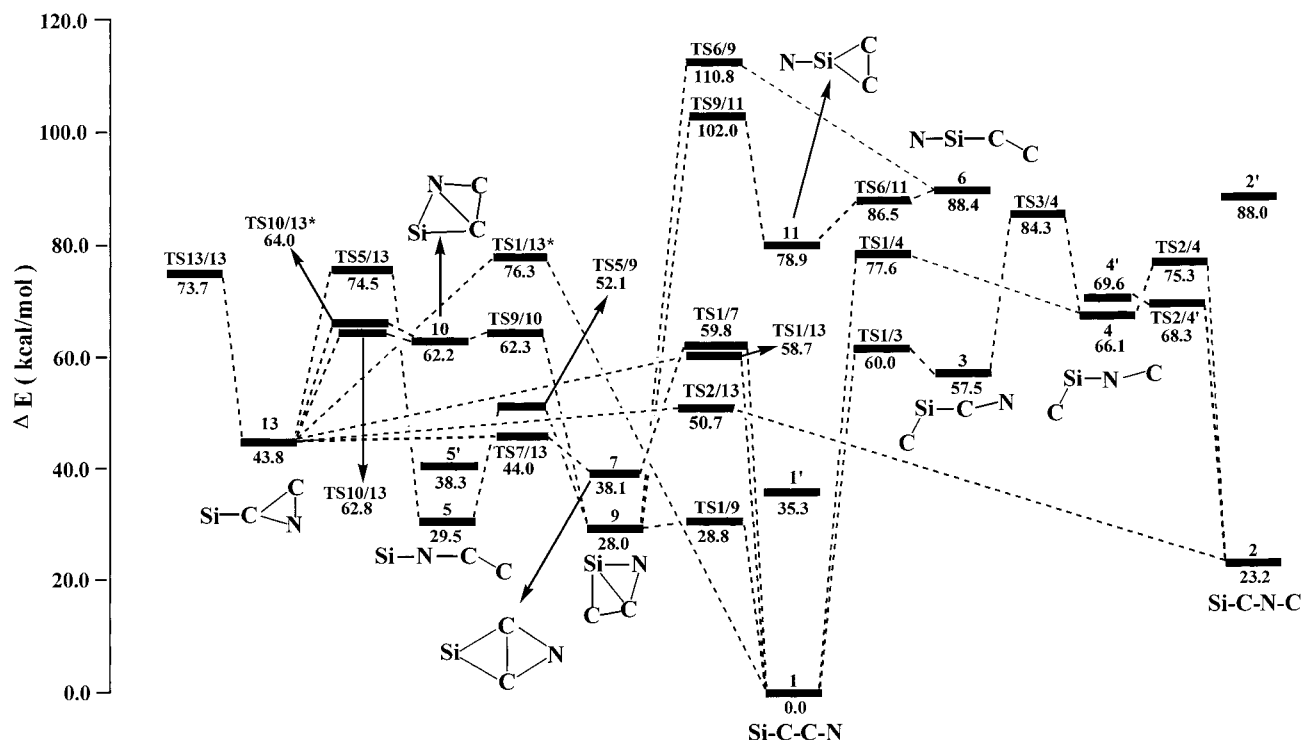 120.0
100.0
80.0
60.0
40.0
20.0
0.0
Δ E ( kcal/mol)
TS13/13
73.7
13
43.8
Si C C N
TS10/13*
64.0
TS5/13
74.5
TS10/13
62.8
N C
Si C
10
62.2
5'
38.3
5
29.5
Si N C C
TS1/13*
76.3
TS9/10
62.3
TS5/9
52.1
TS7/13
44.0
7
38.1
C
Si N
C
9
28.0
Si N
C C
TS6/9
110.8
TS9/11
102.0
TS1/7
59.8
TS1/13
58.7
TS2/13
50.7
TS1/9
28.8
N Si C
C
11
78.9
1'
35.3
1
0.0
Si-C-C-N
TS6/11
86.5
TS1/4
77.6
TS1/3
60.0
N Si C C
6
88.4
3
57.5
Si C N
C
TS3/4
84.3
4'
69.6
4
66.1
Si N C
C
TS2/4
75.3
TS2/4'
68.3
2'
88.0
2
23.2
Si-C-N-C